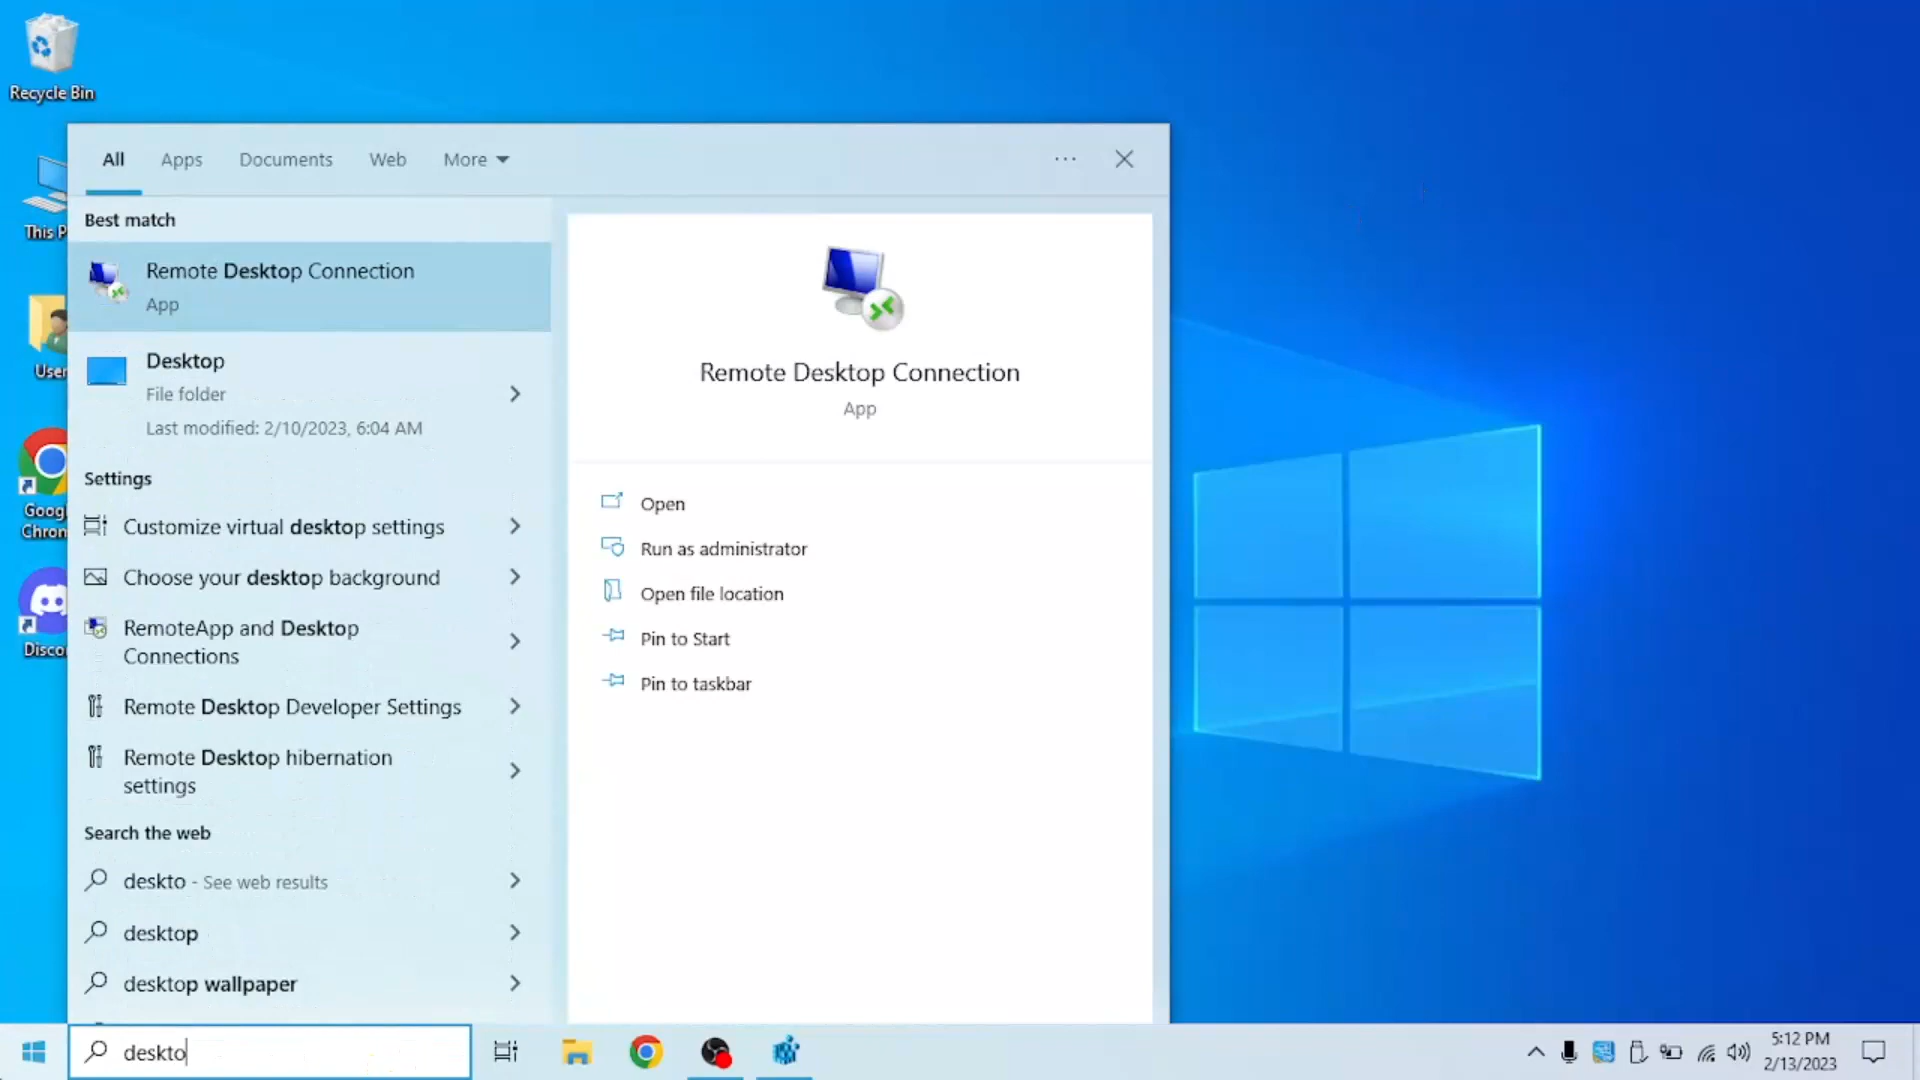 Recycle Bin
This P
User
Googl
Chrom
Discor
All
Apps
Documents
Web
More
Best match
Remote Desktop Connection
App
Desktop
File folder
Last modified: 2/10/2023, 6:04 AM
Settings
Customize virtual desktop settings
Choose your desktop background
RemoteApp and Desktop
Connections
Remote Desktop Developer Settings
Remote Desktop hibernation
settings
Search the web
deskto - See web results
desktop
desktop wallpaper
Remote Desktop Connection
App
Open
Run as administrator
Open file location
Pin to Start
Pin to taskbar
deskto
5:12 PM
2/13/2023